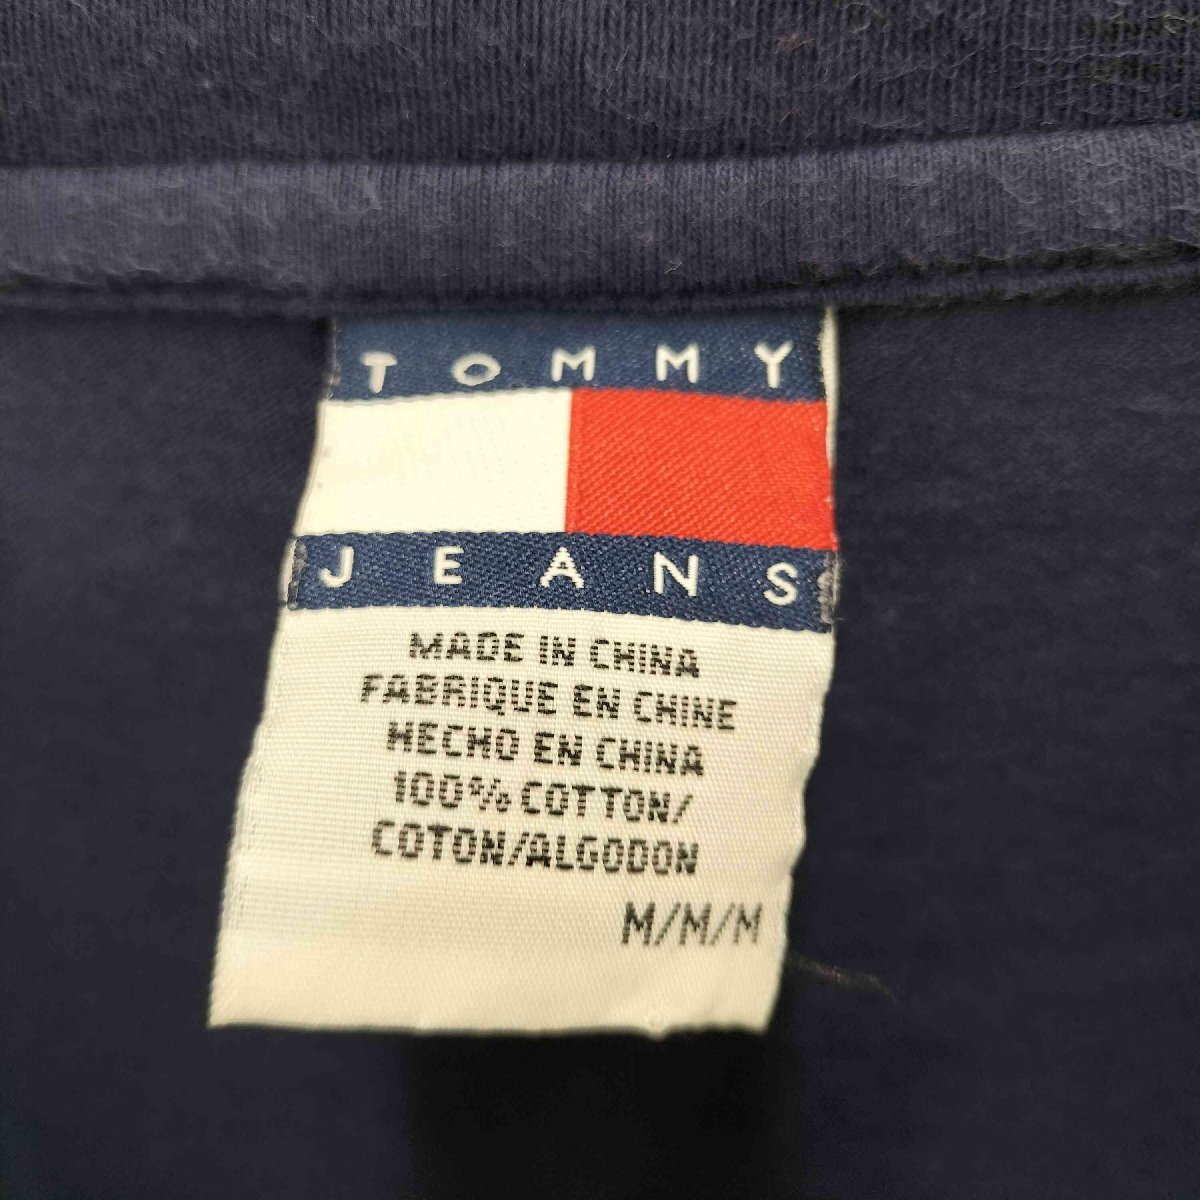 TOMMY
JEANS
MADE IN CHINA
FABRIQUE EN CHINE
HECHO EN CHINA
100% COTTON/
COTON/ALGODON
M/M/M